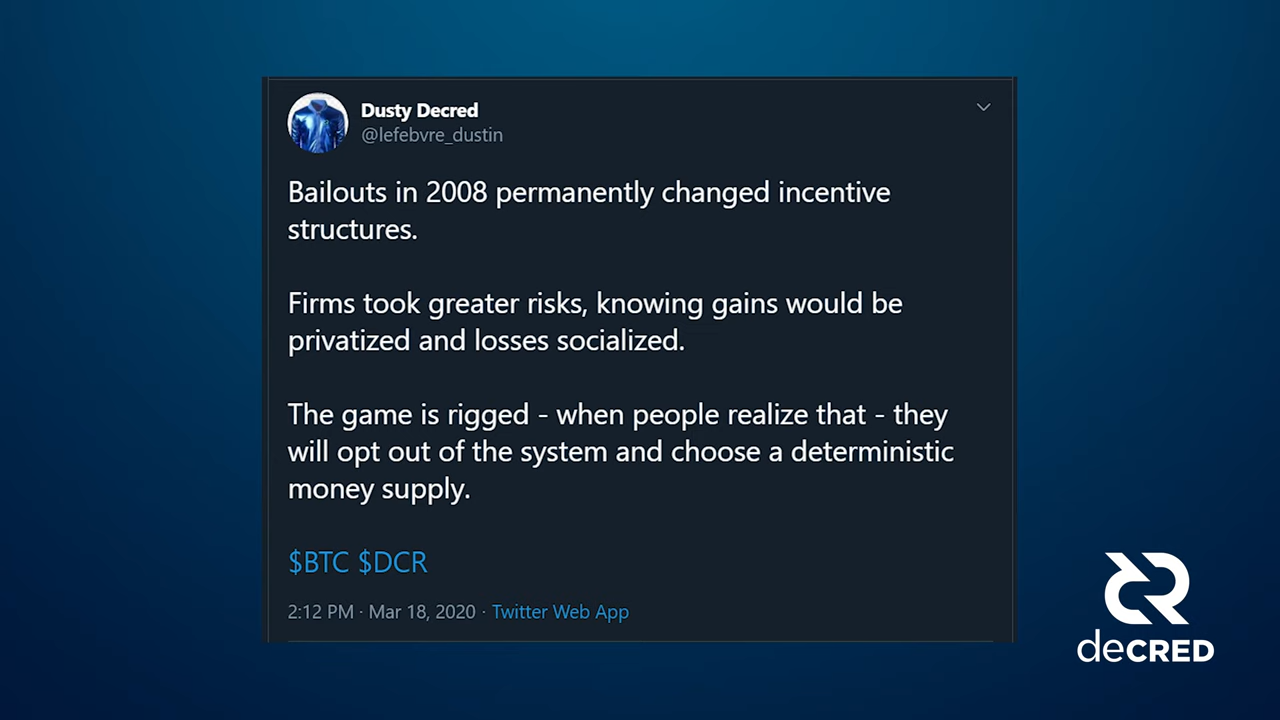 Dusty Decred
@lefebvre_dustin
Bailouts in 2008 permanently changed incentive
structures.
Firms took greater risks, knowing gains would be
privatized and losses socialized.
The game is rigged - when people realize that - they
will opt out of the system and choose a deterministic
money supply.
$BTC $DCR
2:12 PM · Mar 18, 2020 · Twitter Web App
decred